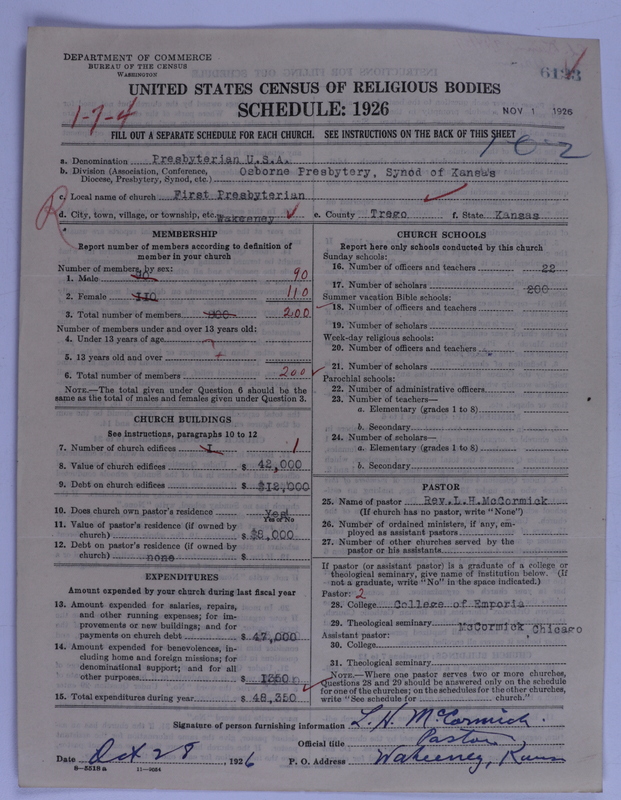 DEPARTMENT OF COMMERCE
BUREAU OF THE CENSUS
WASHINGTON
UNITED STATES CENSUS OF RELIGIOUS BODIES
SCHEDULE: 1926
NOV 1 1926
1-7-4
FILL OUT A SEPARATE SCHEDULE FOR EACH CHURCH. SEE INSTRUCTIONS ON THE BACK OF THIS SHEET
a. Denomination Presbyterian U.S.A.
b. Division (Association, Conference, Diocese, Presbytery, Synod, etc.) Osborne Presbytery, Synod of Kansas
c. Local name of church First Presbyterian
d. City, town, village, or township, etc. Wakeeney e. County Trego f. State Kansas
MEMBERSHIP
Report number of members according to definition of
member in your church
Number of members, by sex:
1. Male 90 90
2. Female 110 110
3. Total number of members 200 200
Number of members under and over 13 years old:
4. Under 13 years of age
5. 13 years old and over
6. Total number of members 200
NOTE.—The total given under Question 6 should be
same as the total of males and females given under Question 3.
CHURCH BUILDINGS
See instructions, paragraphs 10 to 12
7. Number of church edifices 1 1
8. Value of church edifices $ 42,000
9. Debt on church edifices $ $12,000
10. Does church own pastor's residence Yes!
Yes or No
11. Value of pastor's residence (if owned by
church) $ $8,000
12. Debt on pastor's residence (if owned by
church) none $
EXPENDITURES
Amount expended by your church during last fiscal year
13. Amount expended for salaries, repairs,
and other running expenses; for im-
provements or new buildings; and for
payments on church debt $ 47,000
14. Amount expended for benevolences, in-
cluding home and foreign missions; for
denominational support; and for all
other purposes $ 1350
15. Total expenditures during year $ 48,350
CHURCH SCHOOLS
Report here only schools conducted by this church
Sunday schools:
16. Number of officers and teachers 22
17. Number of scholars 200
Summer vacation Bible schools:
18. Number of officers and teachers
19. Number of scholars
Week-day religious schools:
20. Number of officers and teachers
21. Number of scholars
Parochial schools:
22. Number of administrative officers
23. Number of teachers—
a. Elementary (grades 1 to 8)
b. Secondary
24. Number of scholars—
a. Elementary (grades 1 to 8)
b. Secondary
PASTOR
25. Name of pastor Rev.L.H.McCormick
(If church has no pastor, write "None")
26. Number of ordained ministers, if any, em-
ployed as assistant pastors
27. Number of other churches served by the
pastor or his assistants
If pastor (or assistant pastor) is a graduate of a college or
theological seminary, give name of institution below. (If
not a graduate, write "No" in the space indicated.)
Pastor: 2
28. College College of Emporia
29. Theological seminary McCormick Chicago
Assistant pastor:
30. College
31. Theological seminary
NOTE.—Where one pastor serves two or more churches,
Questions 28 and 29 should be answered only on the schedule
for one of the churches; on the schedules for the other churches,
write "See schedule for church."
Signature of person furnishing information L. H. McCormick.
Official title Pastor
Date Oct 28, 1926 P. O. Address Wakeeney, Kans
8—5518 a 11—9064